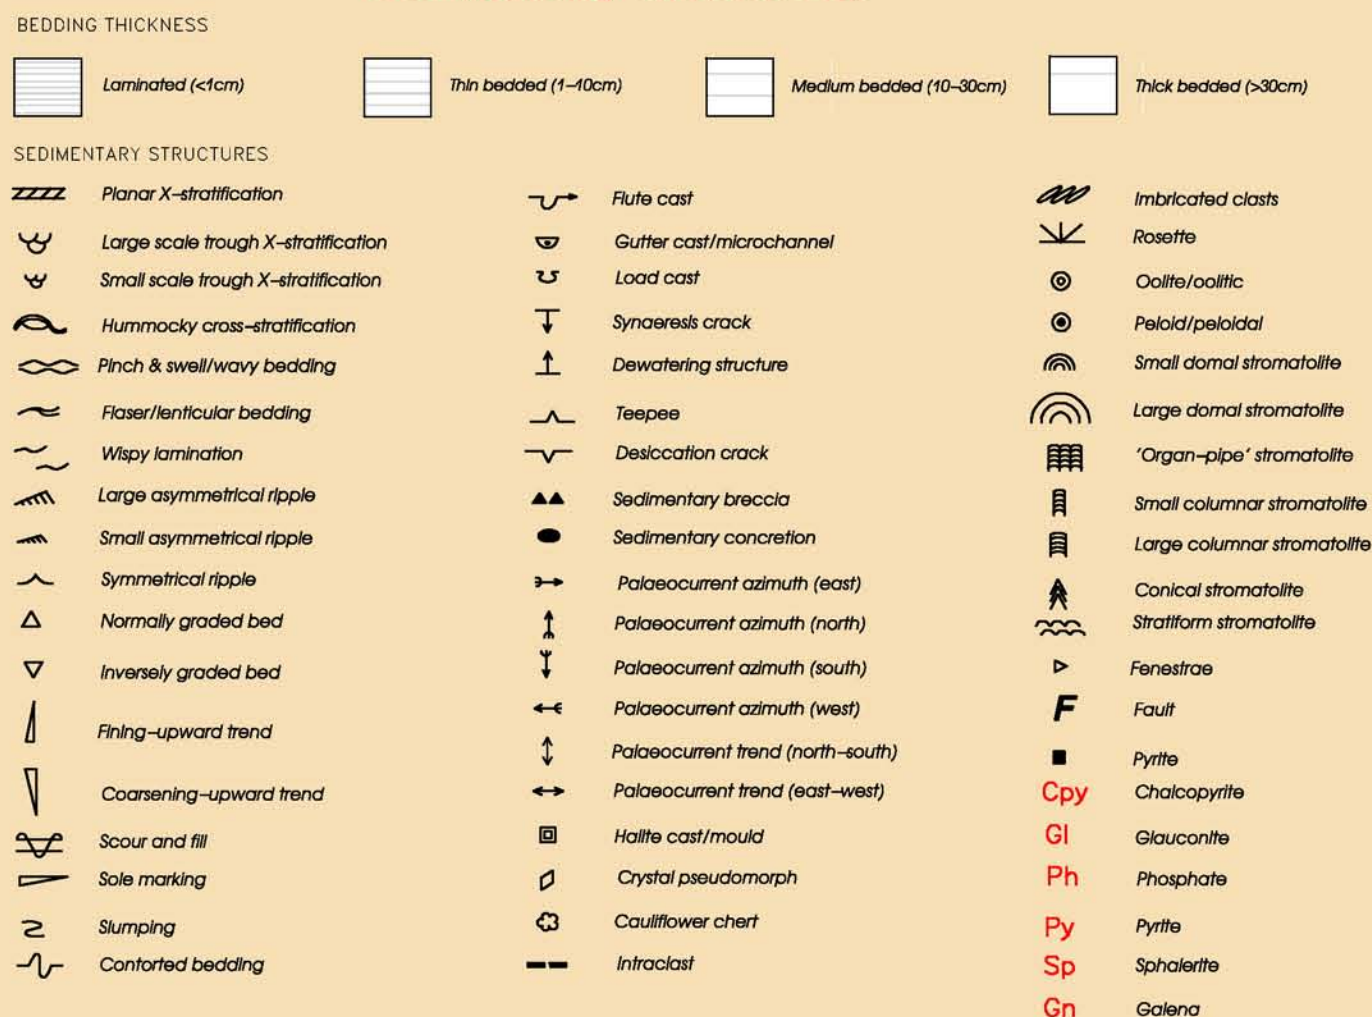 BEDDING THICKNESS
Laminated (<1cm)
Thin bedded (1–10cm)
Medium bedded (10–30cm)
Thick bedded (>30cm)
SEDIMENTARY STRUCTURES
Planar X–stratification
Large scale trough X–stratification
Small scale trough X–stratification
Hummocky cross–stratification
Pinch & swell/wavy bedding
Flaser/lenticular bedding
Wispy lamination
Large asymmetrical ripple
Small asymmetrical ripple
Symmetrical ripple
Normally graded bed
Inversely graded bed
Fining–upward trend
Coarsening–upward trend
Scour and fill
Sole marking
Slumping
Contorted bedding
Flute cast
Gutter cast/microchannel
Load cast
Synaeresis crack
Dewatering structure
Teepee
Desiccation crack
Sedimentary breccia
Sedimentary concretion
Palaeocurrent azimuth (east)
Palaeocurrent azimuth (north)
Palaeocurrent azimuth (south)
Palaeocurrent azimuth (west)
Palaeocurrent trend (north–south)
Palaeocurrent trend (east–west)
Halite cast/mould
Crystal pseudomorph
Cauliflower chert
Intraclast
Imbricated clasts
Rosette
Oolite/oolitic
Peloid/peloidal
Small domal stromatolite
Large domal stromatolite
'Organ–pipe' stromatolite
Small columnar stromatolite
Large columnar stromatolite
Conical stromatolite
Stratiform stromatolite
Fenestrae
F Fault
Pyrite
Cpy Chalcopyrite
Gl Glauconite
Ph Phosphate
Py Pyrite
Sp Sphalerite
Gn Galena